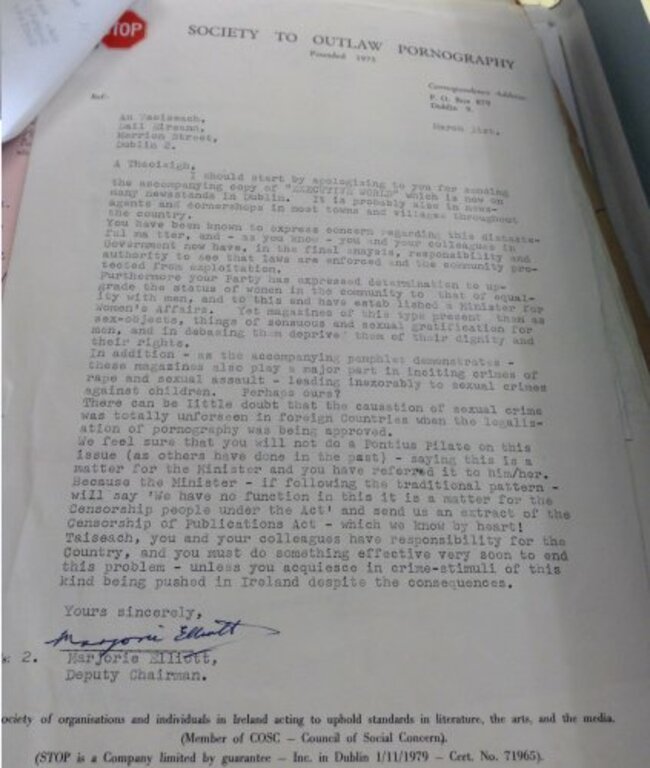 STOP
SOCIETY TO OUTLAW PORNOGRAPHY
Founded 1975
Correspondence Address:
P. O. Box 879
Dublin 9.
Ref:-
March 31st.
An Taoiseach,
Dail Eireann,
Merrion Street,
Dublin 2.
A Thaoisigh,
I should start by apologising to you for sending
the accompanying copy of "EXECUTIVE WORLD" which is now on
many newsstands in Dublin. It is probably also in news-
agents and cornershops in most towns and villages throughout
the country.
You have been known to express concern regarding this distaste-
ful ma tter, and - as you know - you and your colleagues in
Government now have, in the final anaysis, responsibility and
authority to see that laws are enforced and the community pro-
tected from exploitation.
Furthermore your Party has expressed determination to up-
grade the status of women in the community to that of equal-
ity with men, and to this end have estab lished a Minister for
Women's Affairs. Yet magazines of this type present them as
sex-objects, things of sensuous and sexual gratification for
men, and in debasing them deprive them of their dignity and
their rights.
In addition - as the accompanying pamphlet demonstrates -
these magazines also play a major part in inciting crimes of
rape and sexual assault - leading inexorably to sexual crimes
against children. Perhaps ours?
There can be little doubt that the causation of sexual crime
was totally unforseen in foreign Countries when the legalis-
ation of pornography was being approved.
We feel sure that you will not do a Pontius Pilate on this
issue (as others have done in the past) - saying this is a
matter for the Minister and you have referred it to him/her.
Because the Minister - if following the traditional pattern -
will say 'We have no function in this it is a matter for the
Censorship people under the Act' and send us an extract of the
Censorship of Publications Act - which we know by heart!
Taiseach, you and your colleagues have responsibility for the
Country, and you must do something effective very soon to end
this problem - unless you acquiesce in crime-stimuli of this
kind being pushed in Ireland despite the consequences.
Yours sincerely,
Marjorie Elliott
2. Marjorie Elliott,
Deputy Chairman.
ociety of organisations and individuals in Ireland acting to uphold standards in literature, the arts, and the media.
(Member of COSC – Council of Social Concern).
(STOP is a Company limited by guarantee – Inc. in Dublin 1/11/1979 – Cert. No. 71965).